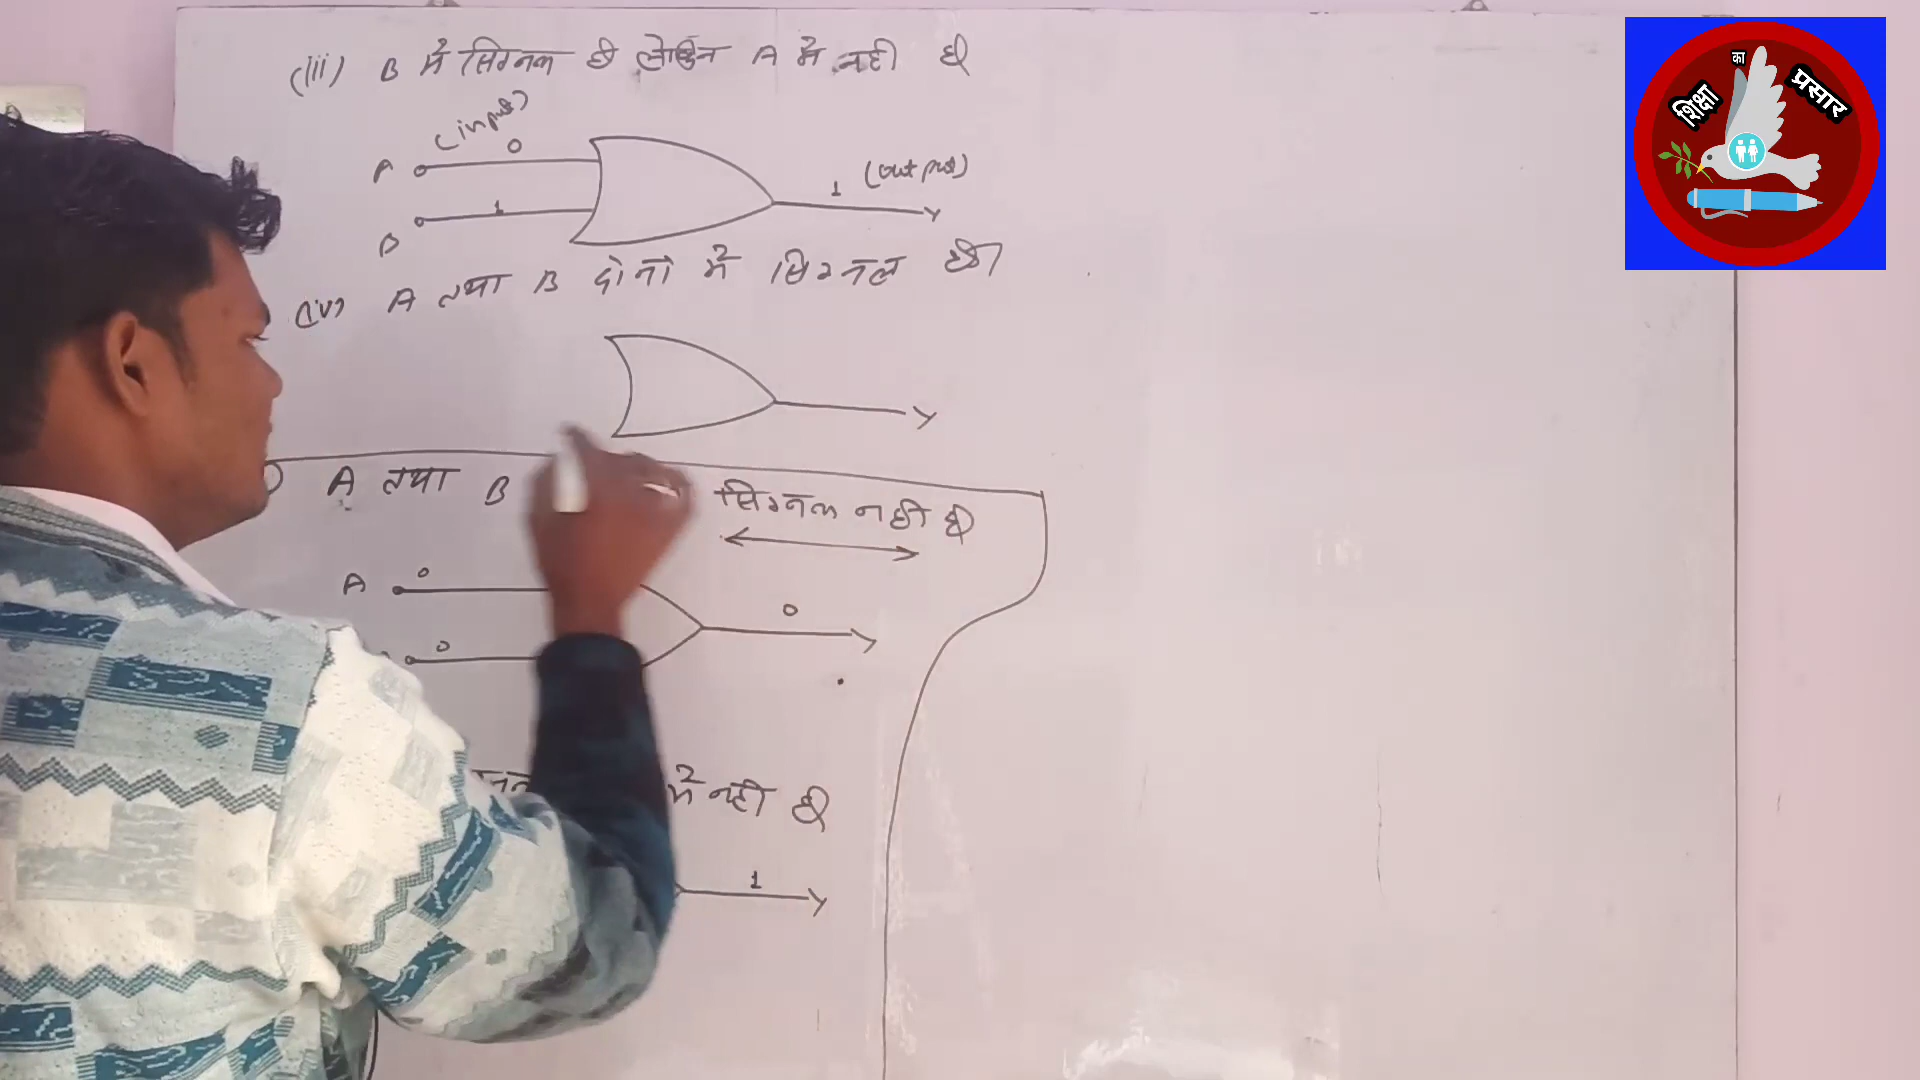 (iii) B में सिग्नल है लेकिन A में नही है
(input)
A 0
B 1
1 (output)
y
(iv) A तथा B दोनो में सिग्नल है।
y
A तथा B सिग्नल नही है
A 0
0
0
y
में नही है
1
y
शिक्षा का प्रसार